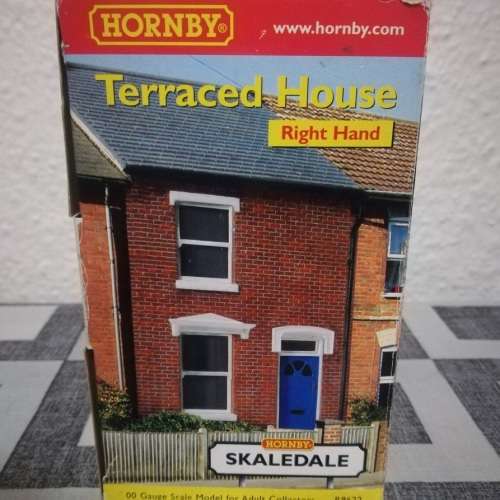 HORNBY®
www.hornby.com
Terraced House
Right Hand
HORNBY
SKALEDALE
00 Gauge Scale Model for Adult Collectors